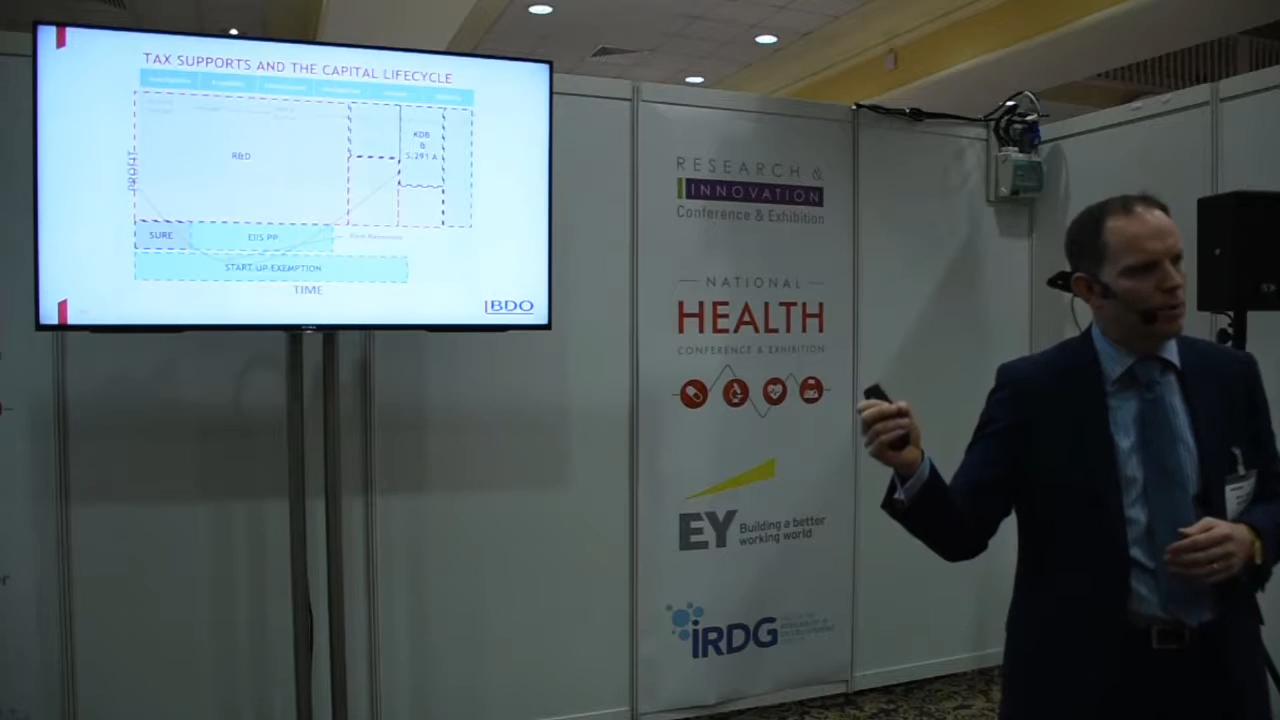 TAX SUPPORTS AND THE CAPITAL LIFECYCLE
PROFIT
R&D
KDB
&
S.291 A
SURE
EIIS PP
START UP EXEMPTION
TIME
BDO
RESEARCH &
INNOVATION
Conference & Exhibition
NATIONAL
HEALTH
CONFERENCE & EXHIBITION
EY
Building a better
working world
iRDG